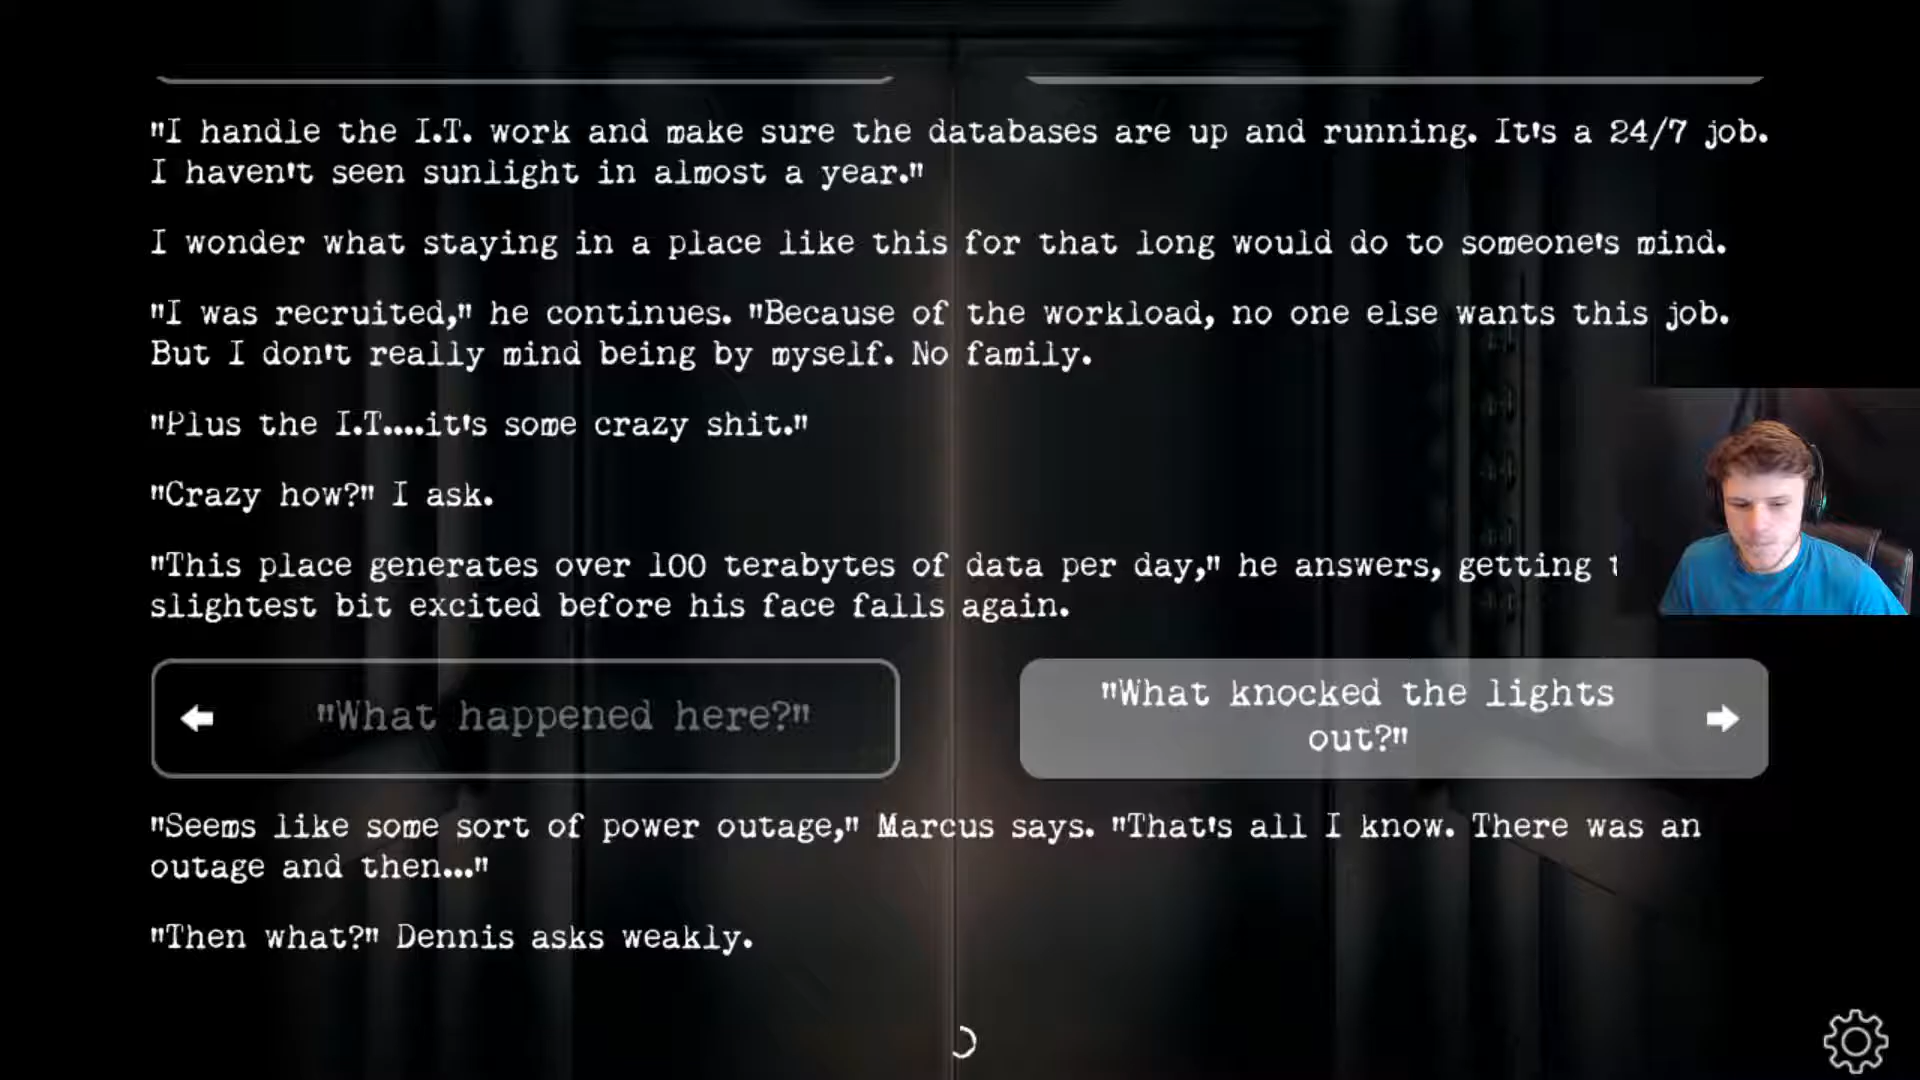 "I handle the I.T. work and make sure the databases are up and running. It's a 24/7 job.
I haven't seen sunlight in almost a year."
I wonder what staying in a place like this for that long would do to someone's mind.
"I was recruited," he continues. "Because of the workload, no one else wants this job.
But I don't really mind being by myself. No family.
"Plus the I.T....it's some crazy shit."
"Crazy how?" I ask.
"This place generates over 100 terabytes of data per day," he answers, getting
slightest bit excited before his face falls again.
"What happened here?"
"What knocked the lights
out?"
"Seems like some sort of power outage," Marcus says. "That's all I know. There was an
outage and then..."
"Then what?" Dennis asks weakly.